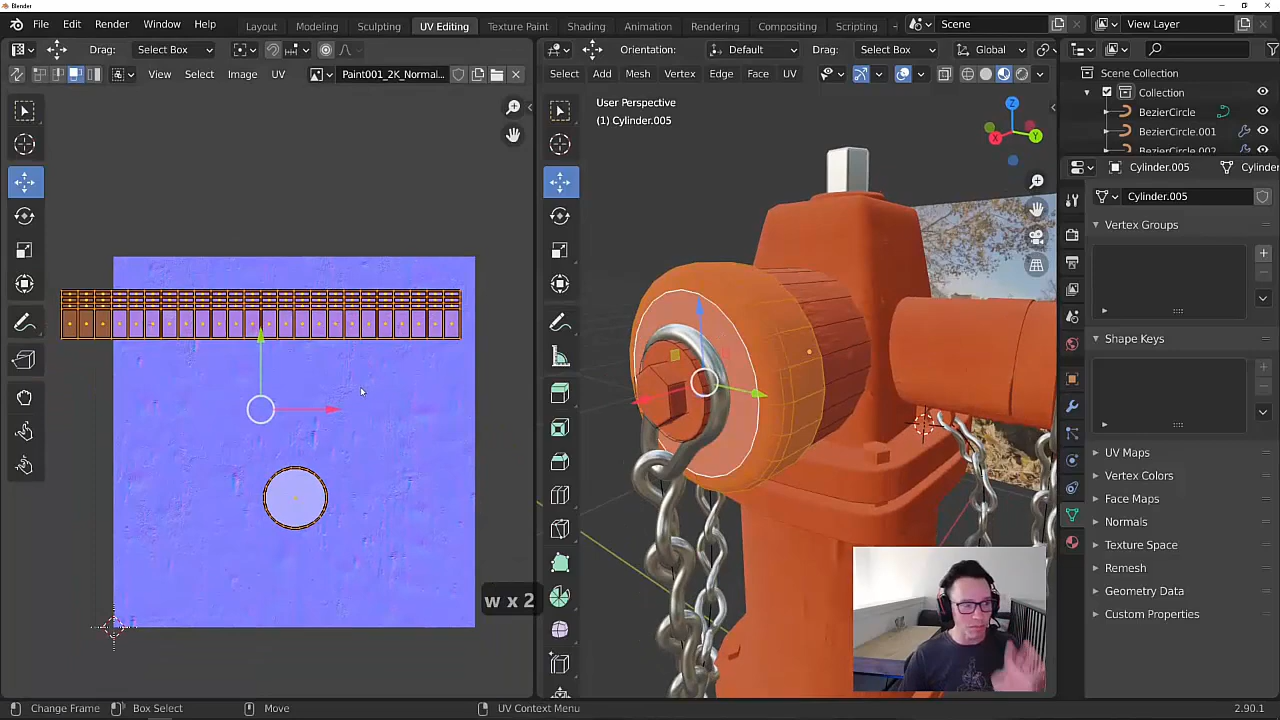 Blender
File Edit Render Window Help
Layout Modeling Sculpting UV Editing Texture Paint Shading Animation Rendering Compositing Scripting
Scene
View Layer
Drag: Select Box
Orientation: Default Drag: Select Box Global
View Select Image UV Paint001_2K_Normal...
Select Add Mesh Vertex Edge Face UV
User Perspective
(1) Cylinder.005
Z
X
Y
w x 2
Scene Collection
Collection
BezierCircle
BezierCircle.001
BezierCircle.002
Cylinder.005
Cylinder.005
Vertex Groups
Shape Keys
UV Maps
Vertex Colors
Face Maps
Normals
Texture Space
Remesh
Geometry Data
Custom Properties
Change Frame Box Select Move UV Context Menu 2.90.1